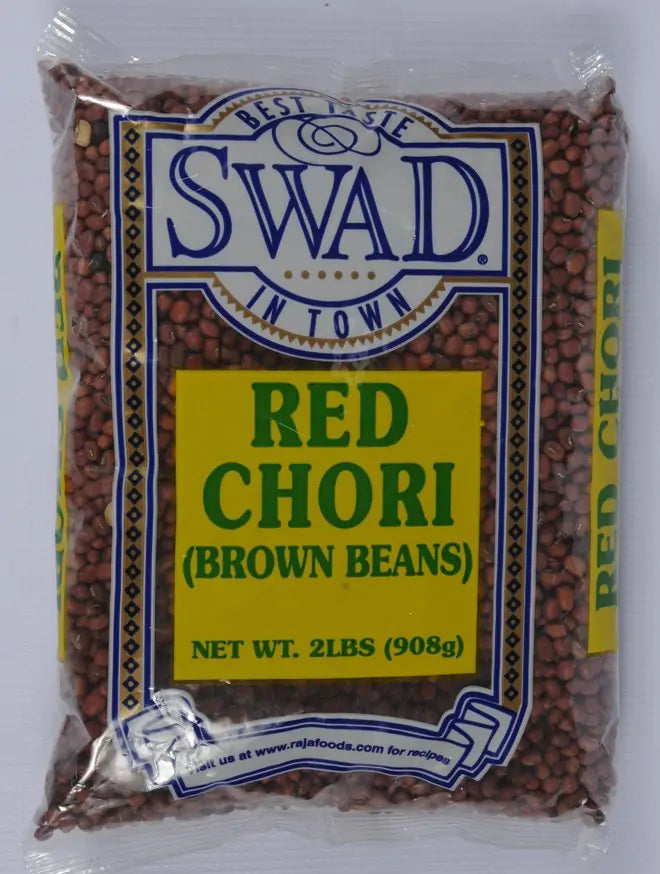 BEST TASTE
SWAD®
IN TOWN
RED
CHORI
(BROWN BEANS)
NET WT. 2LBS (908g)
Visit us at www.rajafoods.com for recipes
RED CHORI